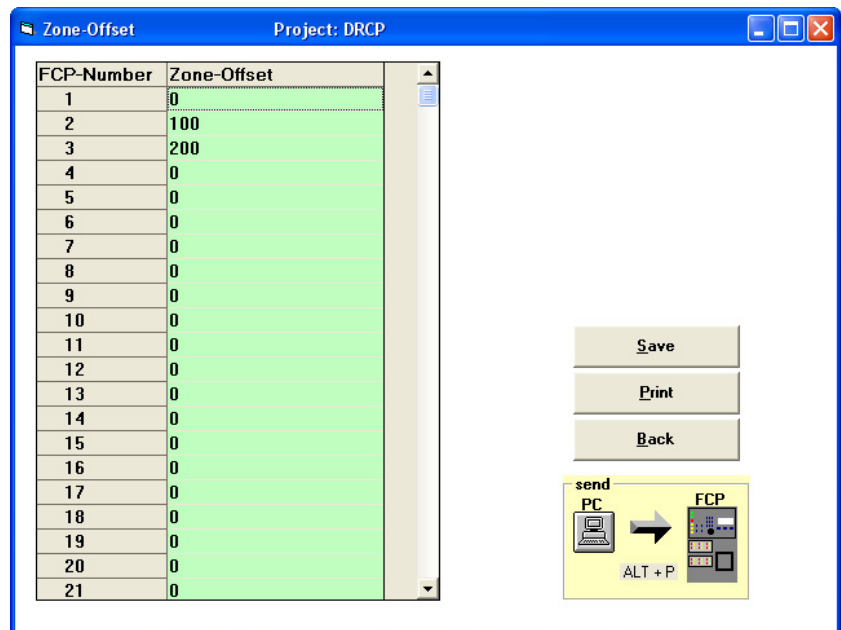 Zone-Offset Project: DRCP
FCP-Number Zone-Offset
1 0
2 100
3 200
4 0
5 0
6 0
7 0
8 0
9 0
10 0
11 0
12 0
13 0
14 0
15 0
16 0
17 0
18 0
19 0
20 0
21 0
Save
Print
Back
send
PC FCP
ALT + P